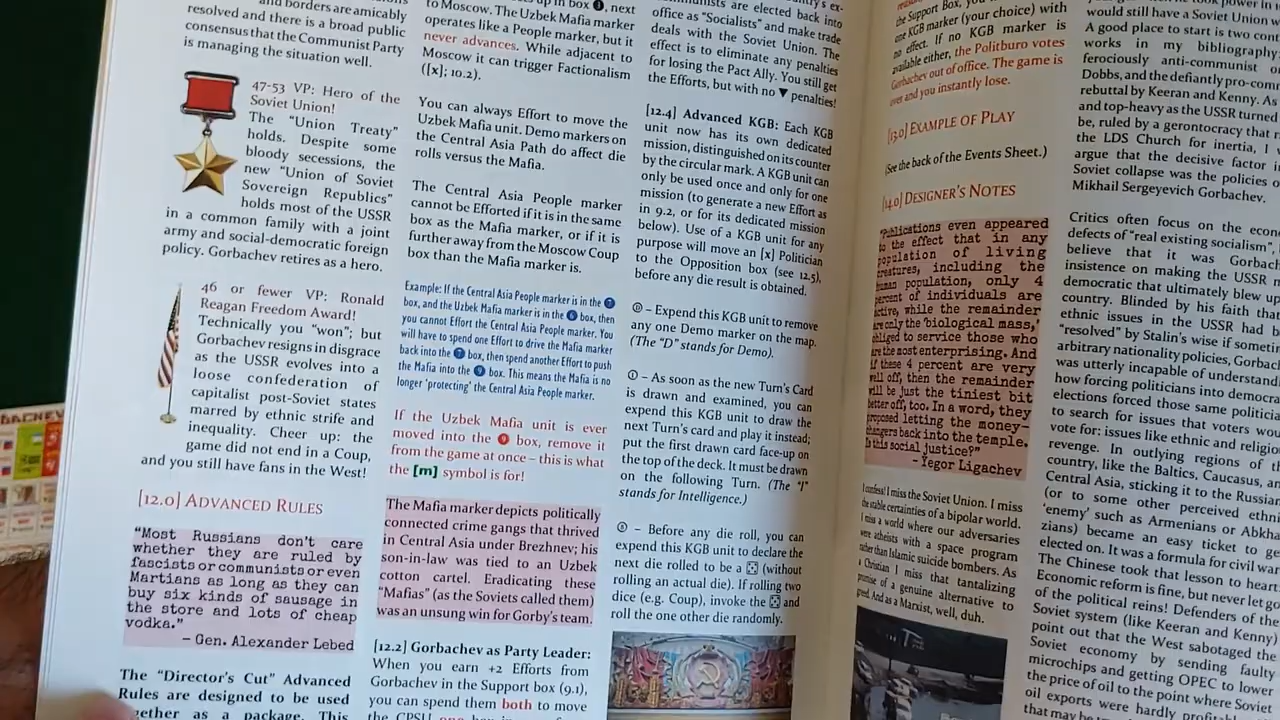 and borders are amicably
resolved and there is a broad public
consensus that the Communist Party
is managing the situation well.
47-53 VP: Hero of the
Soviet Union!
The "Union Treaty"
holds. Despite some
bloody secessions, the
new "Union of Soviet
Sovereign Republics"
holds most of the USSR
in a common family with a joint
army and social-democratic foreign
policy. Gorbachev retires as a hero.
46 or fewer VP: Ronald
Reagan Freedom Award!
Technically you "won"; but
Gorbachev resigns in disgrace
as the USSR evolves into a
loose confederation of
capitalist post-Soviet states
marred by ethnic strife and
inequality. Cheer up: the
game did not end in a Coup,
and you still have fans in the West!
[12.0] ADVANCED RULES
"Most Russians don't care
whether they are ruled by
fascists or communists or even
Martians as long as they can
buy six kinds of sausage in
the store and lots of cheap
vodka."
– Gen. Alexander Lebed
The "Director's Cut" Advanced
Rules are designed to be used
together as a package. This
up in box 1, next
to Moscow. The Uzbek Mafia marker
operates like a People marker, but it
never advances. While adjacent to
Moscow it can trigger Factionalism
([x]; 10.2).
You can always Effort to move the
Uzbek Mafia unit. Demo markers on
the Central Asia Path do affect die
rolls versus the Mafia.
The Central Asia People marker
cannot be Efforted if it is in the same
box as the Mafia marker, or if it is
further away from the Moscow Coup
box than the Mafia marker is.
Example: If the Central Asia People marker is in the
box, and the Uzbek Mafia marker is in the box, then
you cannot Effort the Central Asia People marker. You
will have to spend one Effort to drive the Mafia marker
back into the box, then spend another Effort to push
the Mafia into the box. This means the Mafia is no
longer 'protecting' the Central Asia People marker.
If the Uzbek Mafia unit is ever
moved into the box, remove it
from the game at once – this is what
the [m] symbol is for!
The Mafia marker depicts politically
connected crime gangs that thrived
in Central Asia under Brezhnev; his
son-in-law was tied to an Uzbek
cotton cartel. Eradicating these
"Mafias" (as the Soviets called them)
was an unsung win for Gorby's team.
[12.2] Gorbachev as Party Leader:
When you earn +2 Efforts from
Gorbachev in the Support box (9.1),
you can spend them both to move
the CPSU one box
are elected back into
office as "Socialists" and make trade
deals with the Soviet Union. The
effect is to eliminate any penalties
for losing the Pact Ally. You still get
the Efforts, but with no ▼ penalties!
[12.4] Advanced KGB: Each KGB
unit now has its own dedicated
mission, distinguished on its counter
by the circular mark. A KGB unit can
only be used once and only for one
mission (to generate a new Effort as
in 9.2, or for its dedicated mission
below). Use of a KGB unit for any
purpose will move an [x] Politician
to the Opposition box (see 12.5),
before any die result is obtained.
Ⓓ – Expend this KGB unit to remove
any one Demo marker on the map.
(The "D" stands for Demo).
Ⓘ – As soon as the new Turn's Card
is drawn and examined, you can
expend this KGB unit to draw the
next Turn's card and play it instead;
put the first drawn card face-up on
the top of the deck. It must be drawn
on the following Turn. (The "I"
stands for Intelligence.)
– Before any die roll, you can
expend this KGB unit to declare the
next die rolled to be a ⚄ (without
rolling an actual die). If rolling two
dice (e.g. Coup), invoke the ⚄ and
roll the one other die randomly.
the Support Box, you
one KGB marker (your choice) with
no effect. If no KGB marker is
available either, the Politburo votes
Gorbachev out of office. The game is
over and you instantly lose.
[13.0] EXAMPLE OF PLAY
(See the back of the Events Sheet.)
[14.0] DESIGNER'S NOTES
"Publications even appeared
to the effect that in any
population of living
creatures, including the
human population, only 4
percent of individuals are
active, while the remainder
are only the 'biological mass,'
obliged to service those who
are the most enterprising. And
if these 4 percent are very
well off, then the remainder
will be just the tiniest bit
better off, too. In a word, they
proposed letting the money-
changers back into the temple.
Is this social justice?"
– Yegor Ligachev
I confess! I miss the Soviet Union. I miss
the stable certainties of a bipolar world.
I miss a world where our adversaries
were atheists with a space program
rather than Islamic suicide bombers. As
a Christian I miss that tantalizing
promise of a genuine alternative to
greed. And as a Marxist, well, duh.
would still have a Soviet
A good place to start is two
works in my bibliography
ferociously anti-communist
Dobbs, and the defiantly pro-
rebuttal by Keeran and Kenny. As
and top-heavy as the USSR turned
be, ruled by a gerontocracy that
the LDS Church for inertia, I
argue that the decisive factor
Soviet collapse was the policies
Mikhail Sergeyevich Gorbachev.
Critics often focus on the
defects of "real existing socialism",
believe that it was
insistence on making the USSR
democratic that ultimately blew up
country. Blinded by his faith
ethnic issues in the USSR had
"resolved" by Stalin's wise if
arbitrary nationality policies,
was utterly incapable of
how forcing politicians into
elections forced those
to search for issues that voters
vote for: issues like ethnic and
revenge. In outlying regions of
country, like the Baltics, Caucasus,
Central Asia, sticking it to the
(or to some other perceived
'enemy' such as Armenians or
zians) became an easy ticket to
elected on. It was a formula for civil
The Chinese took that lesson to
Economic reform is fine, but never let
of the political reins! Defenders of the
Soviet system (like Keeran and Kenny)
point out that the West sabotaged the
Soviet economy by sending faulty
microchips and getting OPEC to lower
the price of oil to the point where Soviet
oil exports were hardly
that may be